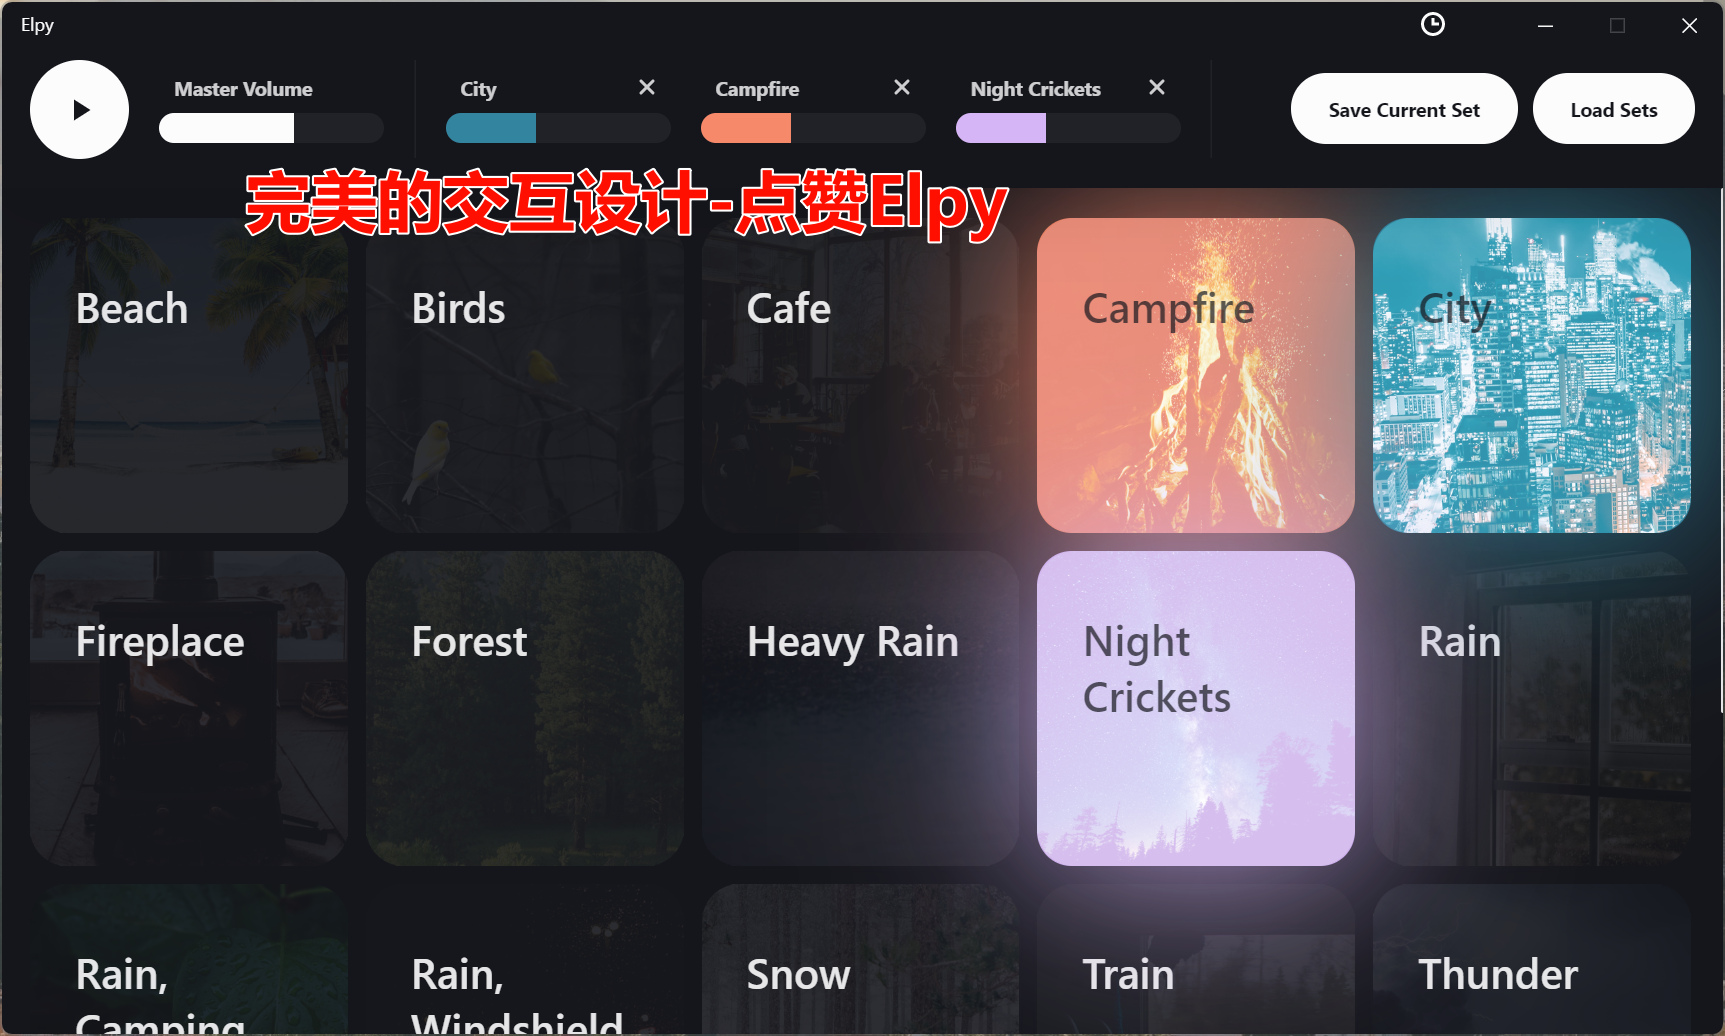 Elpy
Master Volume
City
Campfire
Night Crickets
Save Current Set
Load Sets
完美的交互设计-点赞Elpy
Beach
Birds
Cafe
Campfire
City
Fireplace
Forest
Heavy Rain
Night
Crickets
Rain
Rain,
Camping
Rain,
Windshield
Snow
Train
Thunder